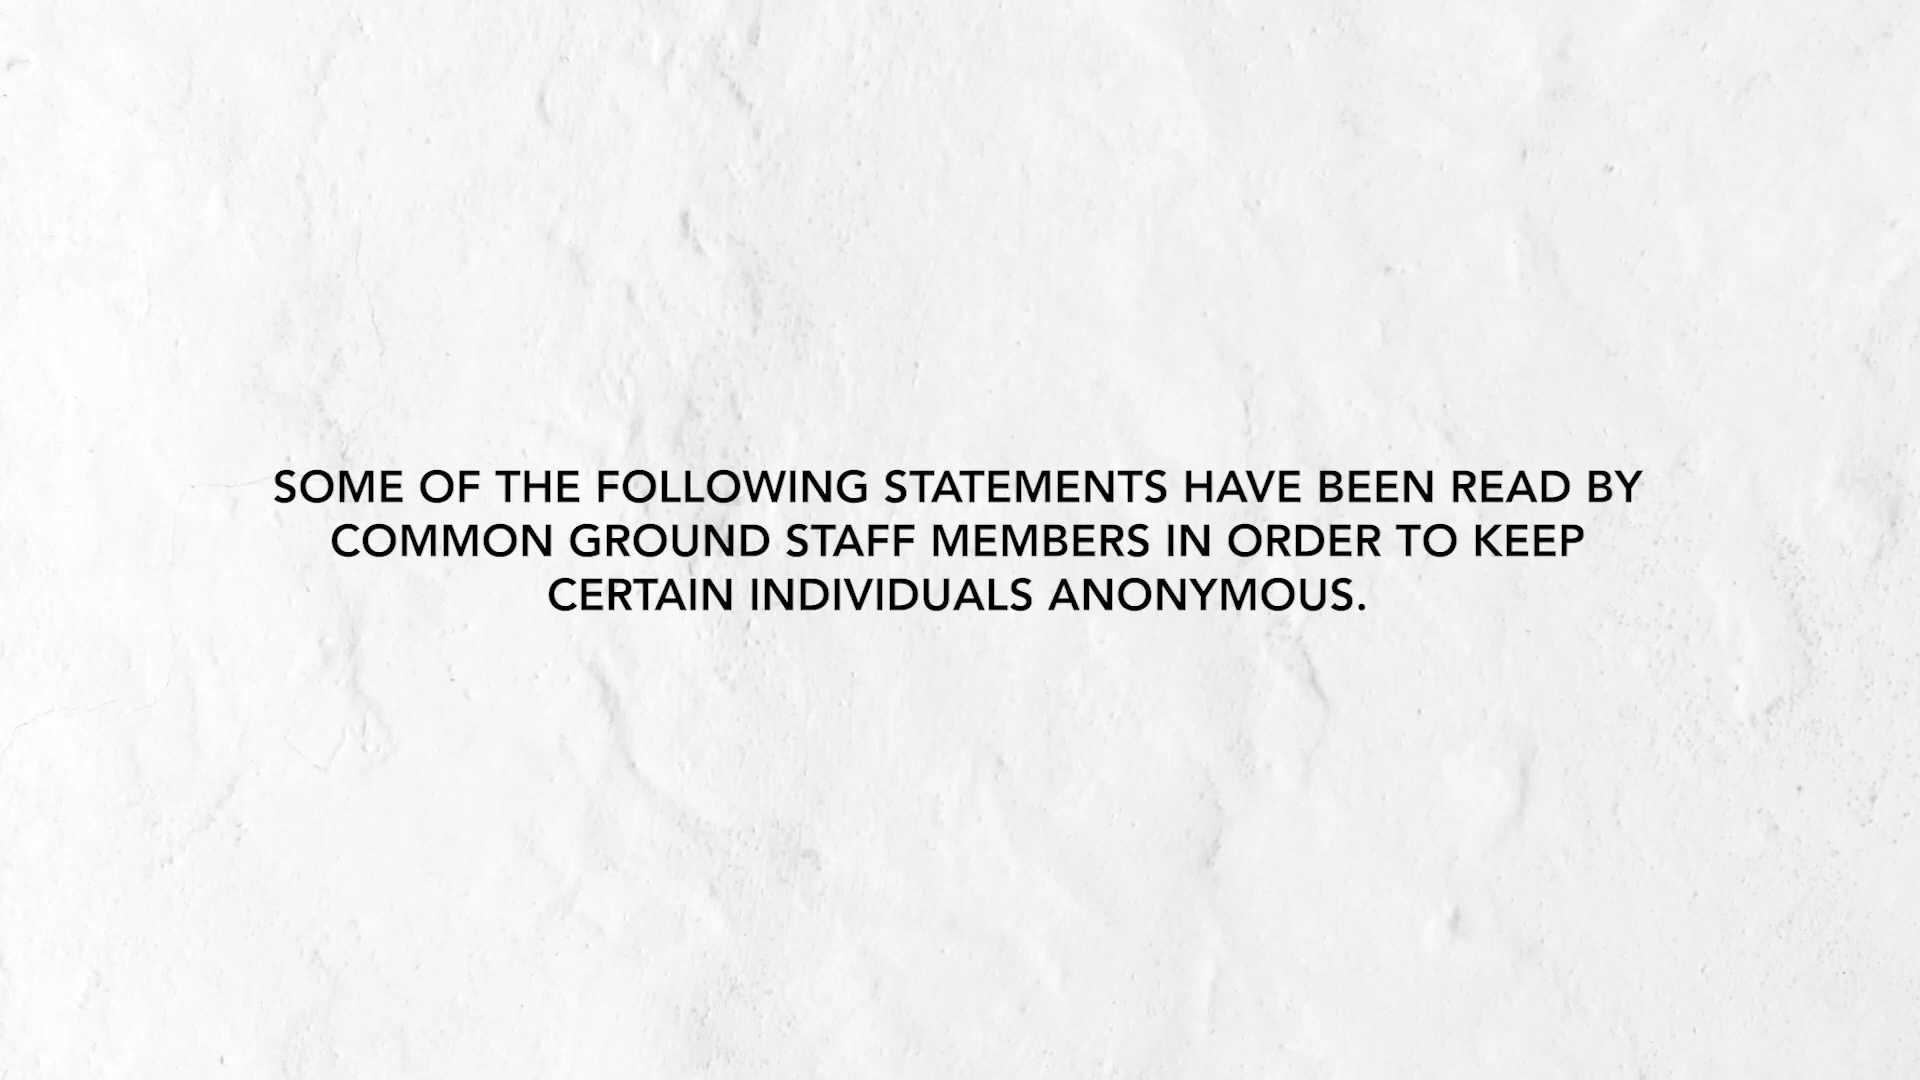 SOME OF THE FOLLOWING STATEMENTS HAVE BEEN READ BY
COMMON GROUND STAFF MEMBERS IN ORDER TO KEEP
CERTAIN INDIVIDUALS ANONYMOUS.